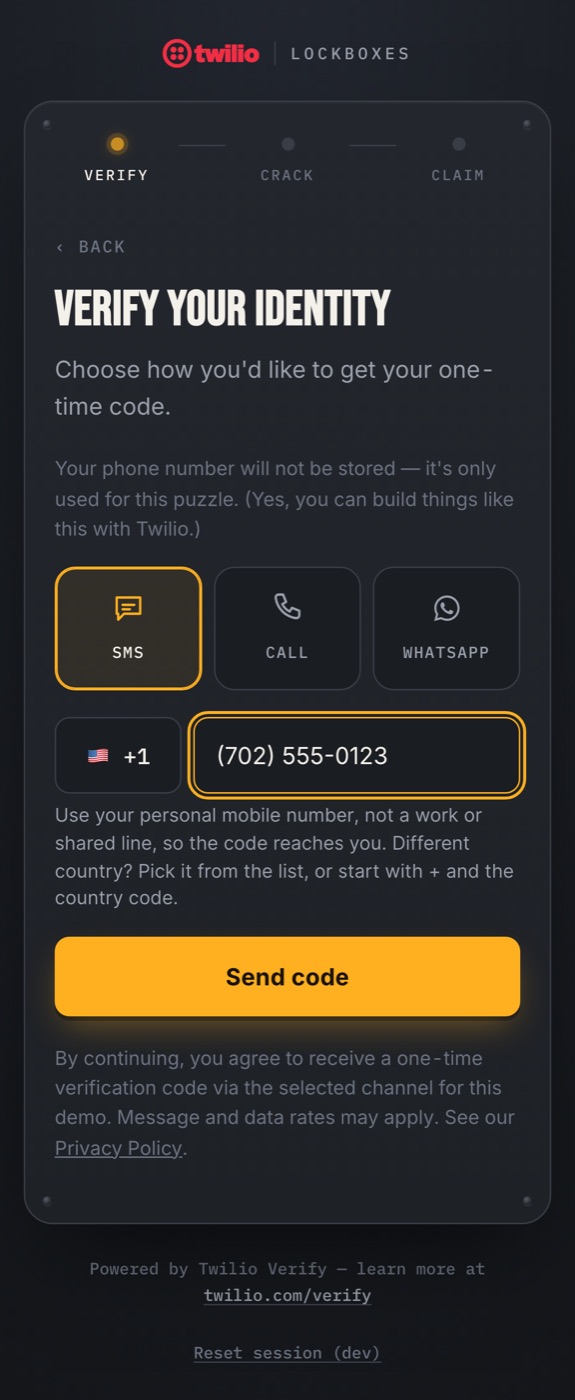 twilio LOCKBOXES
VERIFY CRACK CLAIM
‹ BACK
VERIFY YOUR IDENTITY
Choose how you'd like to get your one-
time code.
Your phone number will not be stored — it's only
used for this puzzle. (Yes, you can build things like
this with Twilio.)
SMS CALL WHATSAPP
+1 (702) 555-0123
Use your personal mobile number, not a work or
shared line, so the code reaches you. Different
country? Pick it from the list, or start with + and the
country code.
Send code
By continuing, you agree to receive a one-time
verification code via the selected channel for this
demo. Message and data rates may apply. See our
Privacy Policy.
Powered by Twilio Verify — learn more at
twilio.com/verify
Reset session (dev)